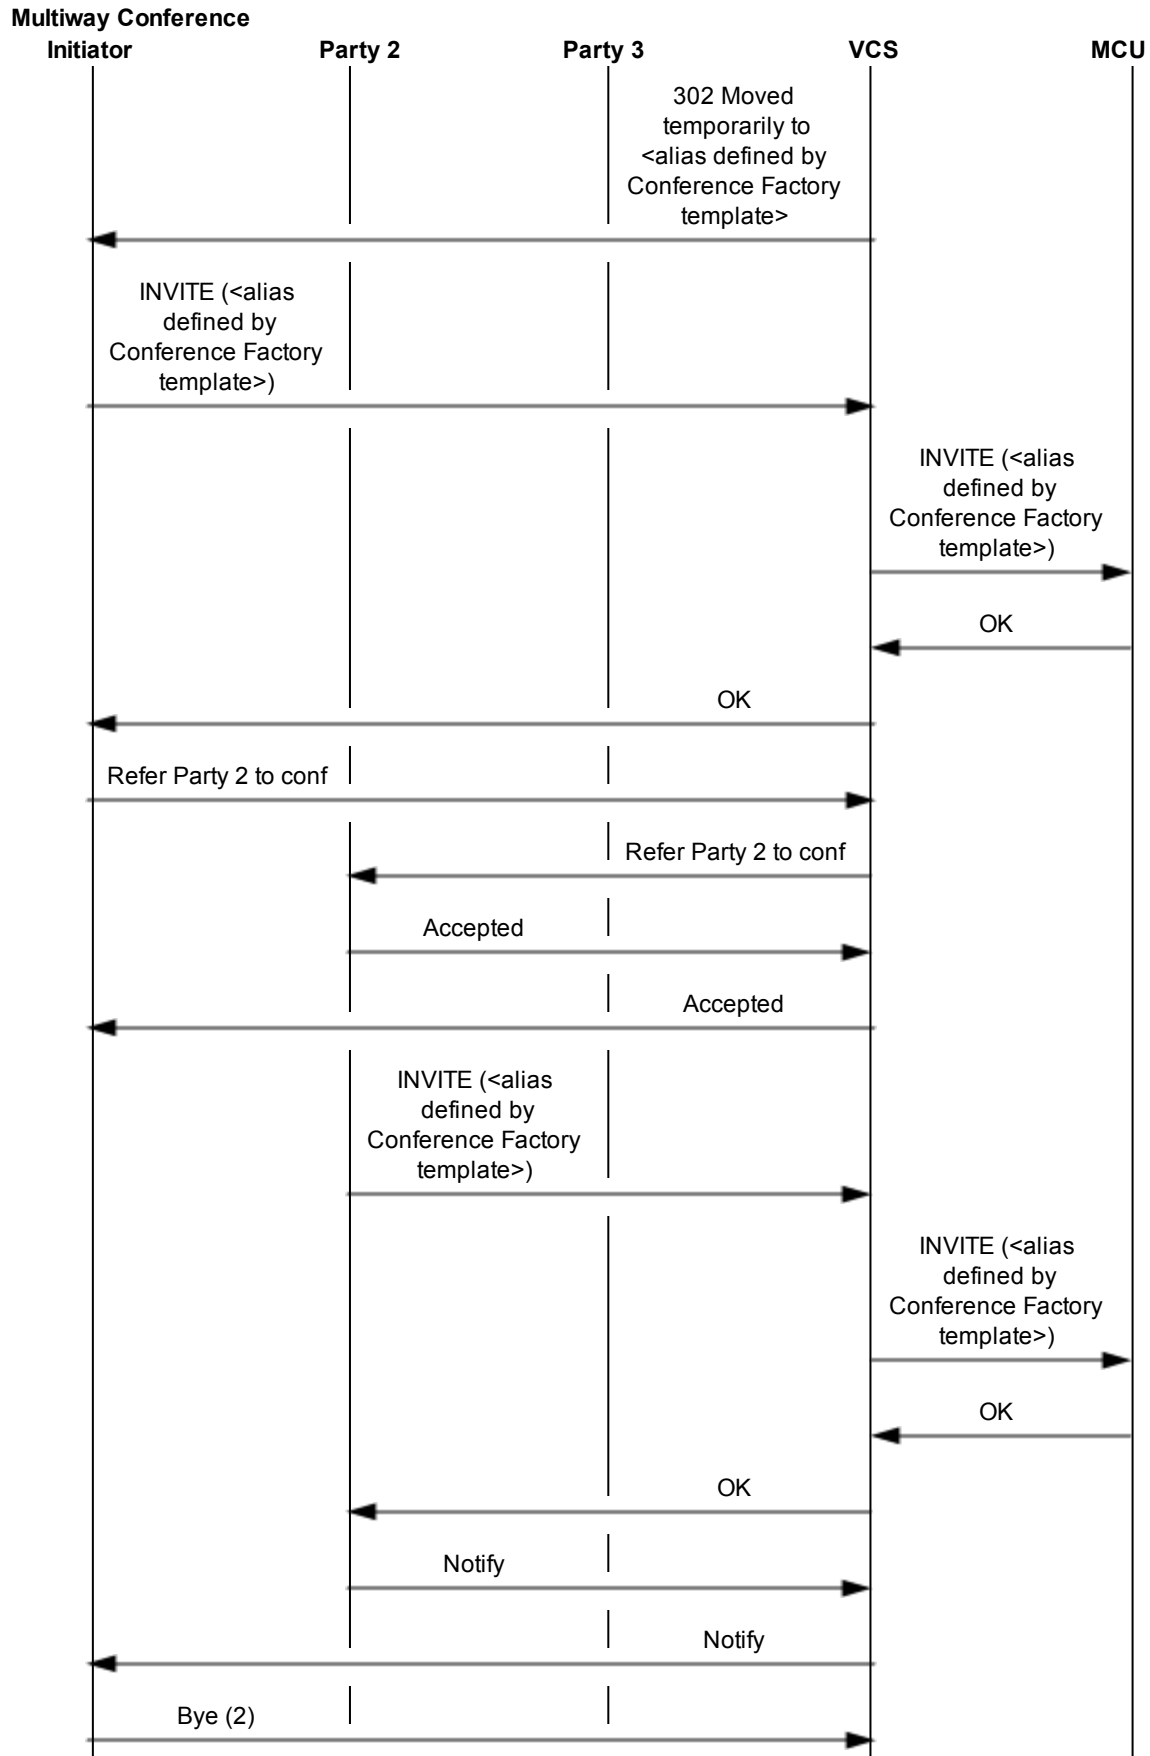 Multiway Conference
Initiator Party 2 Party 3 VCS MCU
302 Moved
temporarily to
<alias defined by
Conference Factory
template>
INVITE (<alias
defined by
Conference Factory
template>)
INVITE (<alias
defined by
Conference Factory
template>)
OK
OK
Refer Party 2 to conf
Refer Party 2 to conf
Accepted
Accepted
INVITE (<alias
defined by
Conference Factory
template>)
INVITE (<alias
defined by
Conference Factory
template>)
OK
OK
Notify
Notify
Bye (2)